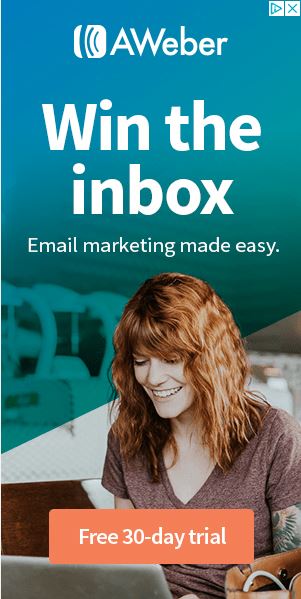 AWeber
Win the
inbox
Email marketing made easy.
Free 30-day trial